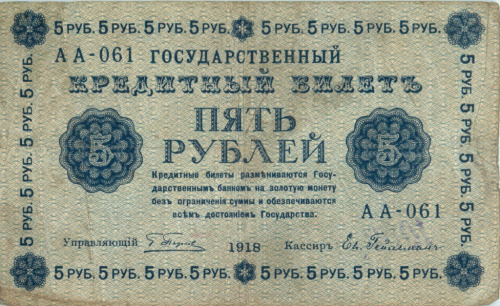 5 РУБ. 5 РУБ. 5 РУБ. 5 РУБ. 5 РУБ. 5 РУБ. 5 РУБ. 5 РУБ.
АА-061 ГОСУДАРСТВЕННЫЙ
КРЕДИТНЫЙ БИЛЕТЪ
ПЯТЬ
5 РУБЛЕЙ 5
Кредитные билеты размѣниваются Госу-
дарственнымъ банкомъ на золотую монету
безъ ограниченія суммы и обезпечиваются
всѣмъ достояніемъ Государства.
АА-061
Управляющій 1918 Кассиръ
5 РУБ. 5 РУБ. 5 РУБ. 5 РУБ. 5 РУБ. 5 РУБ. 5 РУБ. 5 РУБ.
5 РУБ. 5 РУБ. 5 РУБ. 5 РУБ.
5 РУБ. 5 РУБ. 5 РУБ. 5 РУБ.